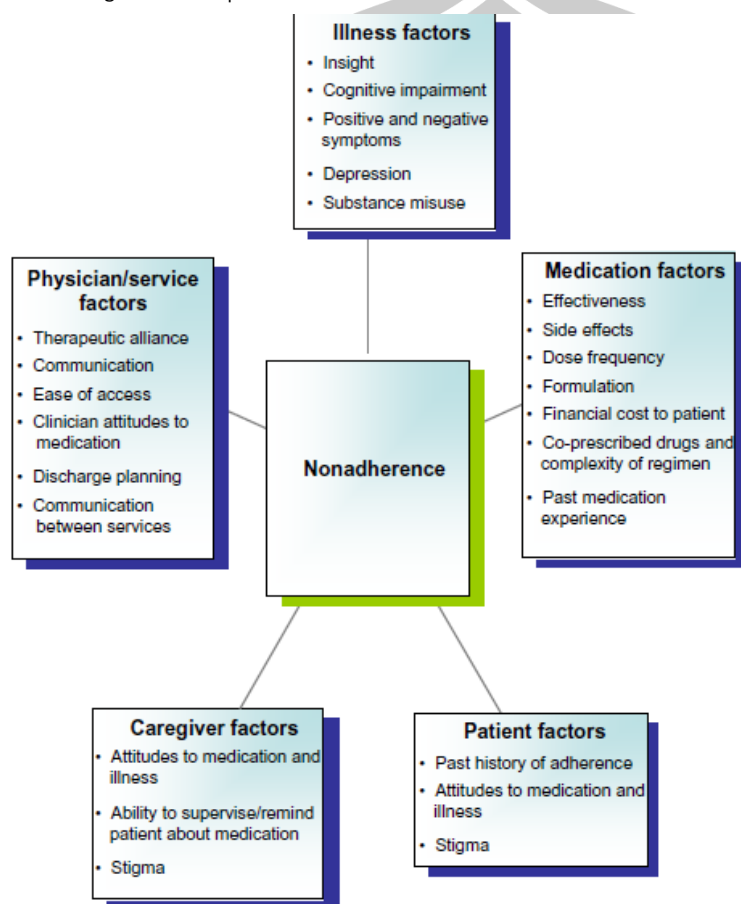 Illness factors
• Insight
• Cognitive impairment
• Positive and negative
symptoms
• Depression
• Substance misuse
Physician/service
factors
• Therapeutic alliance
• Communication
• Ease of access
• Clinician attitudes to
medication
• Discharge planning
• Communication
between services
Medication factors
• Effectiveness
• Side effects
• Dose frequency
• Formulation
• Financial cost to patient
• Co-prescribed drugs and
complexity of regimen
• Past medication
experience
Nonadherence
Caregiver factors
• Attitudes to medication and
illness
• Ability to supervise/remind
patient about medication
• Stigma
Patient factors
• Past history of adherence
• Attitudes to medication and
illness
• Stigma